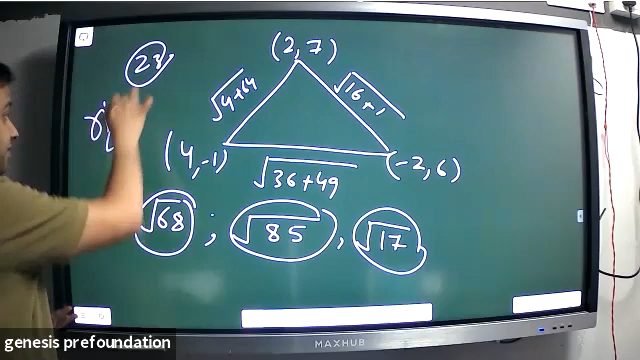 23,
(2,7)
√4+64
√16+1
(4,-1)
(-2,6)
√36+49
√68 ; √85 , √17
MAXHUB
genesis prefoundation